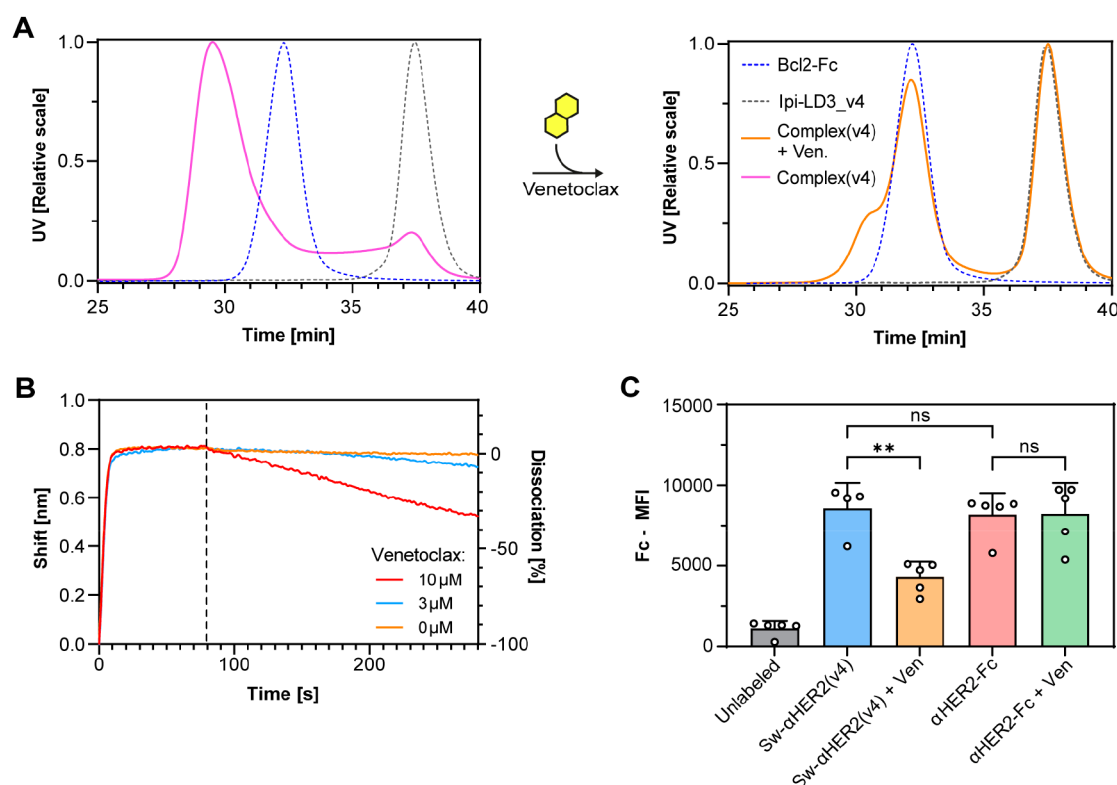 A
UV [Relative scale]
1.0
0.5
0.0
25
30
35
40
Time [min]
Venetoclax
UV [Relative scale]
1.0
0.5
0.0
Bcl2-Fc
Ipi-LD3_v4
Complex(v4)
+ Ven.
Complex(v4)
25
30
35
40
Time [min]
B
Shift [nm]
1.0
0.8
0.6
0.4
0.2
0.0
Venetoclax:
10 µM
3 µM
0 µM
0
-50
-100
Dissociation [%]
0
100
200
Time [s]
C
Fc - MFI
15000
10000
5000
0
ns
**
ns
Unlabeled
Sw-αHER2(v4)
Sw-αHER2(v4) + Ven
αHER2-Fc
αHER2-Fc + Ven